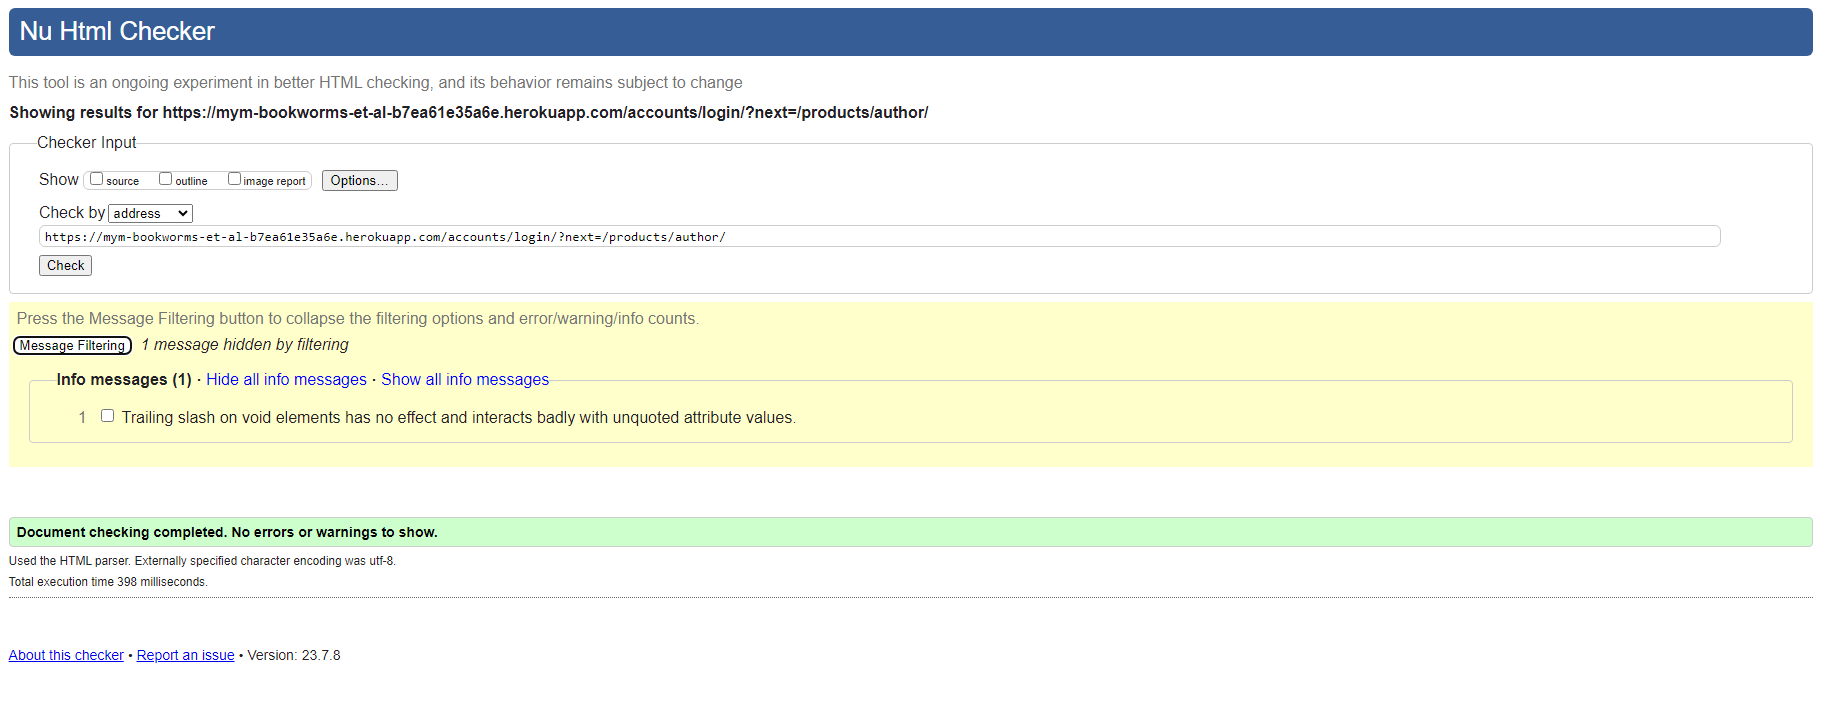 Nu Html Checker
This tool is an ongoing experiment in better HTML checking, and its behavior remains subject to change
Showing results for https://mym-bookworms-et-al-b7ea61e35a6e.herokuapp.com/accounts/login/?next=/products/author/
Checker Input
Show source outline image report Options...
Check by address
https://mym-bookworms-et-al-b7ea61e35a6e.herokuapp.com/accounts/login/?next=/products/author/
Check
Press the Message Filtering button to collapse the filtering options and error/warning/info counts.
Message Filtering 1 message hidden by filtering
Info messages (1) · Hide all info messages · Show all info messages
1 Trailing slash on void elements has no effect and interacts badly with unquoted attribute values.
Document checking completed. No errors or warnings to show.
Used the HTML parser. Externally specified character encoding was utf-8.
Total execution time 398 milliseconds.
About this checker • Report an issue • Version: 23.7.8